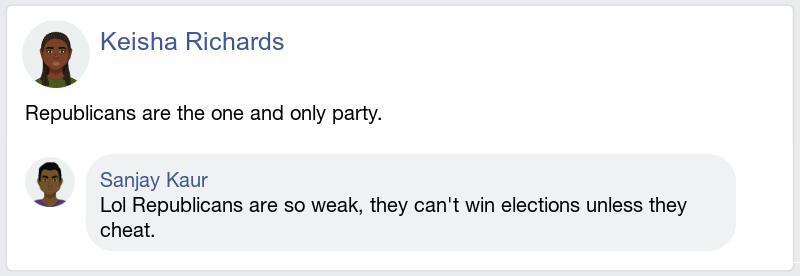 Keisha Richards
Republicans are the one and only party.
Sanjay Kaur
Lol Republicans are so weak, they can't win elections unless they
cheat.